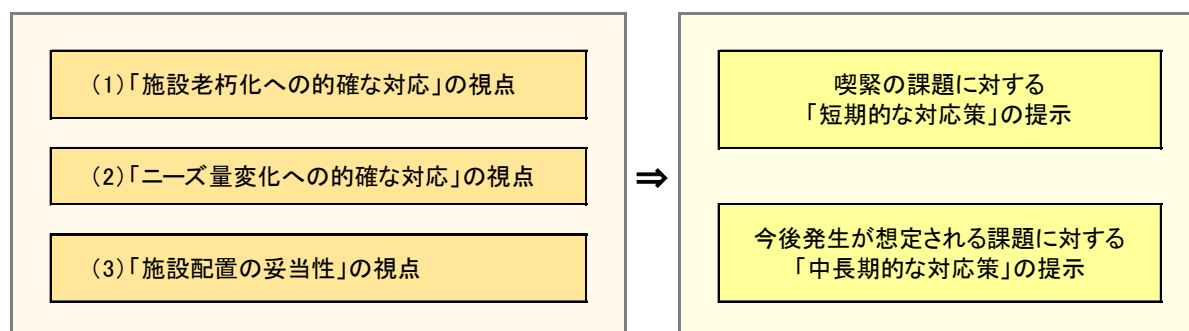 (1)「施設老朽化への的確な対応」の視点
(2)「ニーズ量変化への的確な対応」の視点
(3)「施設配置の妥当性」の視点
⇒
喫緊の課題に対する
「短期的な対応策」の提示
今後発生が想定される課題に対する
「中長期的な対応策」の提示